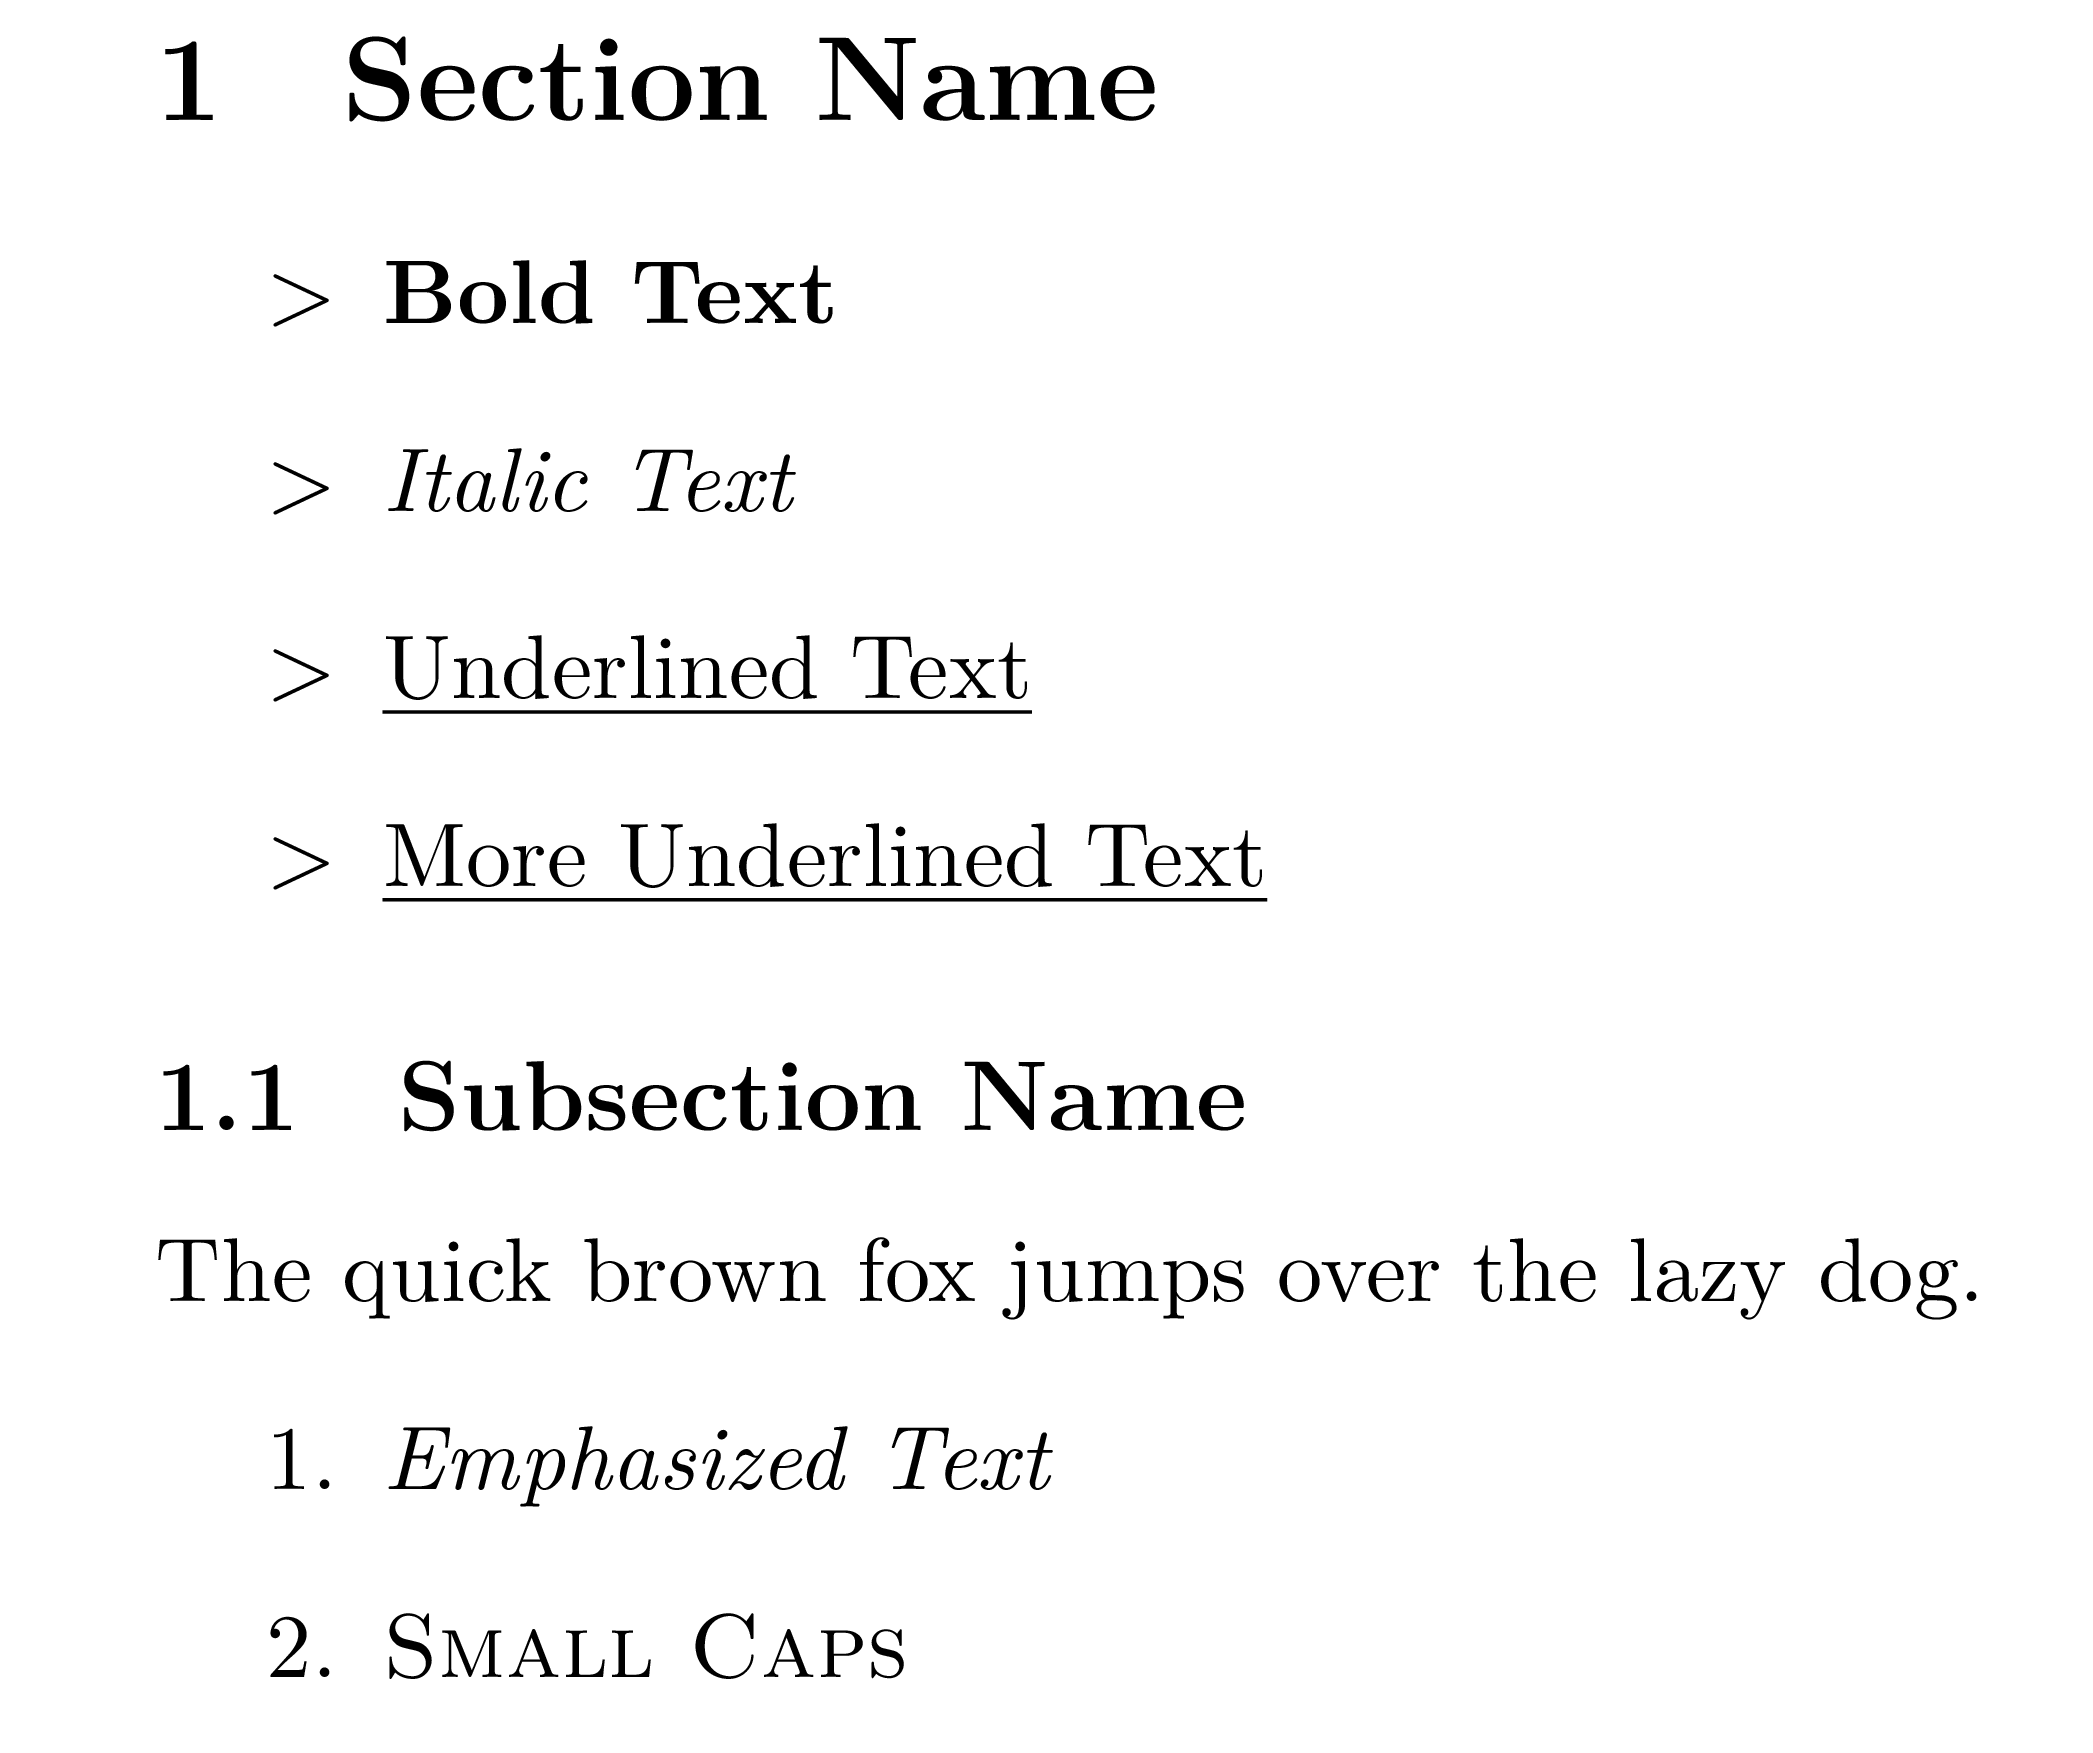 1 Section Name
> Bold Text
> Italic Text
> Underlined Text
> More Underlined Text
1.1 Subsection Name
The quick brown fox jumps over the lazy dog.
1. Emphasized Text
2. Small Caps